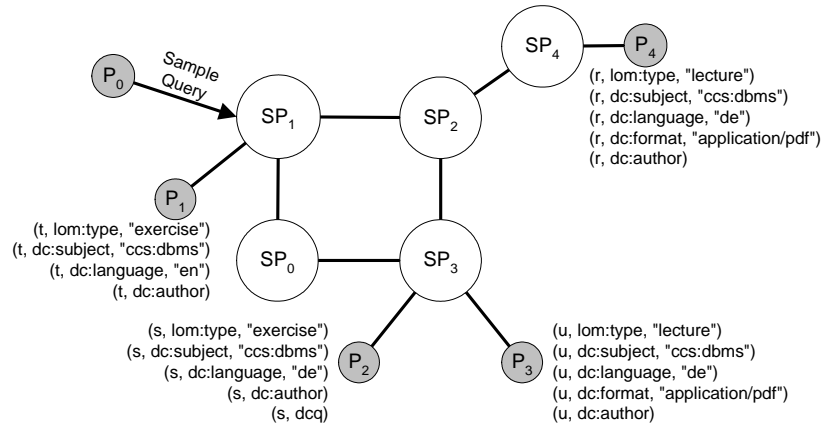 SP4
P4
Sample
Query
P0
SP1
SP2
(r, lom:type, "lecture")
(r, dc:subject, "ccs:dbms")
(r, dc:language, "de")
(r, dc:format, "application/pdf")
(r, dc:author)
P1
(t, lom:type, "exercise")
(t, dc:subject, "ccs:dbms")
(t, dc:language, "en")
(t, dc:author)
SP0
SP3
(s, lom:type, "exercise")
(s, dc:subject, "ccs:dbms")
(s, dc:language, "de")
(s, dc:author)
(s, dcq)
P2
P3
(u, lom:type, "lecture")
(u, dc:subject, "ccs:dbms")
(u, dc:language, "de")
(u, dc:format, "application/pdf")
(u, dc:author)